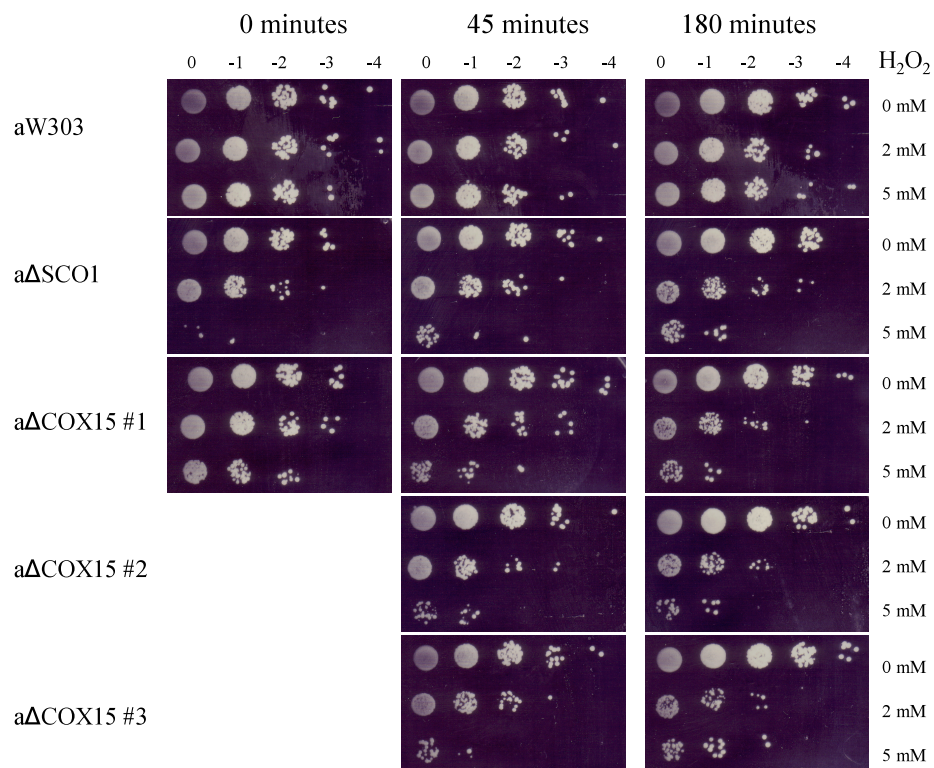 0 minutes 45 minutes 180 minutes
0 -1 -2 -3 -4 0 -1 -2 -3 -4 0 -1 -2 -3 -4 H₂O₂
0 mM
aW303
2 mM
5 mM
0 mM
aΔSCO1
2 mM
5 mM
0 mM
aΔCOX15 #1
2 mM
5 mM
0 mM
aΔCOX15 #2
2 mM
5 mM
0 mM
2 mM
aΔCOX15 #3
5 mM